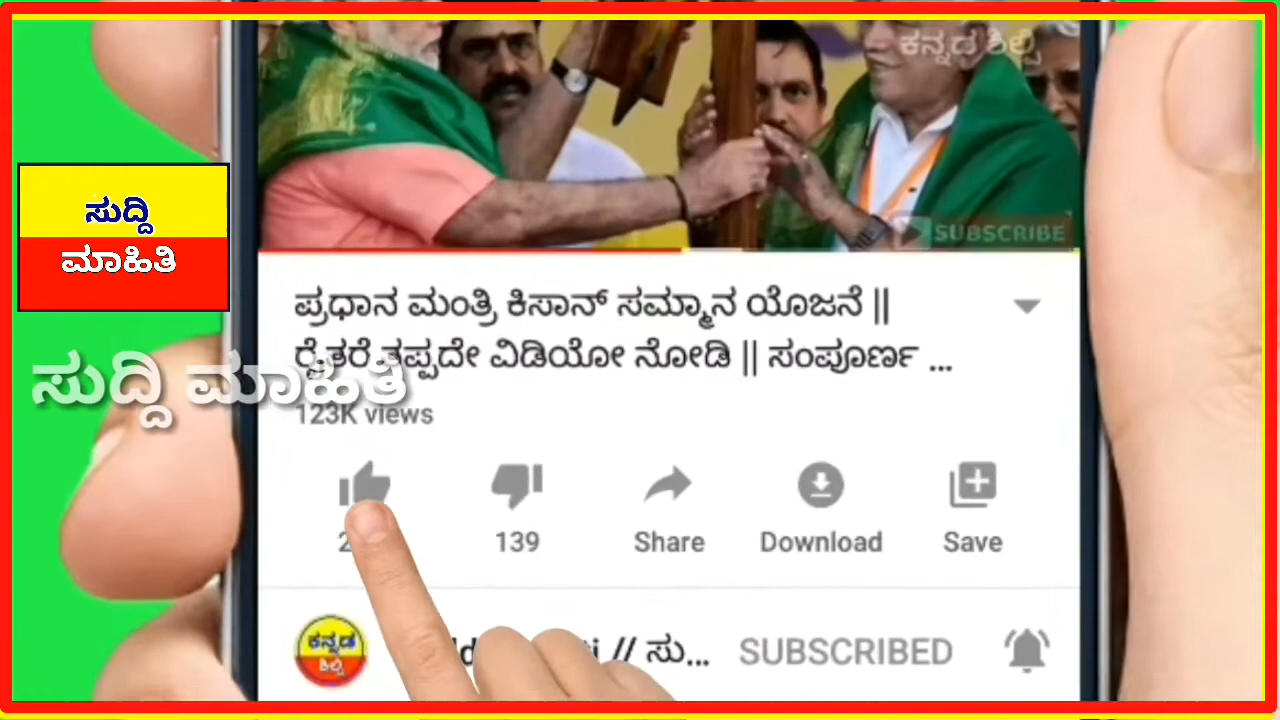 ಕನ್ನಡ ಶಿಲ್ಪಿ
SUBSCRIBE
ಸುದ್ದಿ
ಮಾಹಿತಿ
ಪ್ರಧಾನ ಮಂತ್ರಿ ಕಿಸಾನ್ ಸಮ್ಮಾನ ಯೊಜನೆ ||
ರೈತರೆ ತಪ್ಪದೇ ವಿಡಿಯೋ ನೋಡಿ || ಸಂಪೂರ್ಣ ...
ಸುದ್ದಿ ಮಾಹಿತಿ
123K views
139 Share Download Save
ಕನ್ನಡ
ಶಿಲ್ಪಿ
// ಸು... SUBSCRIBED